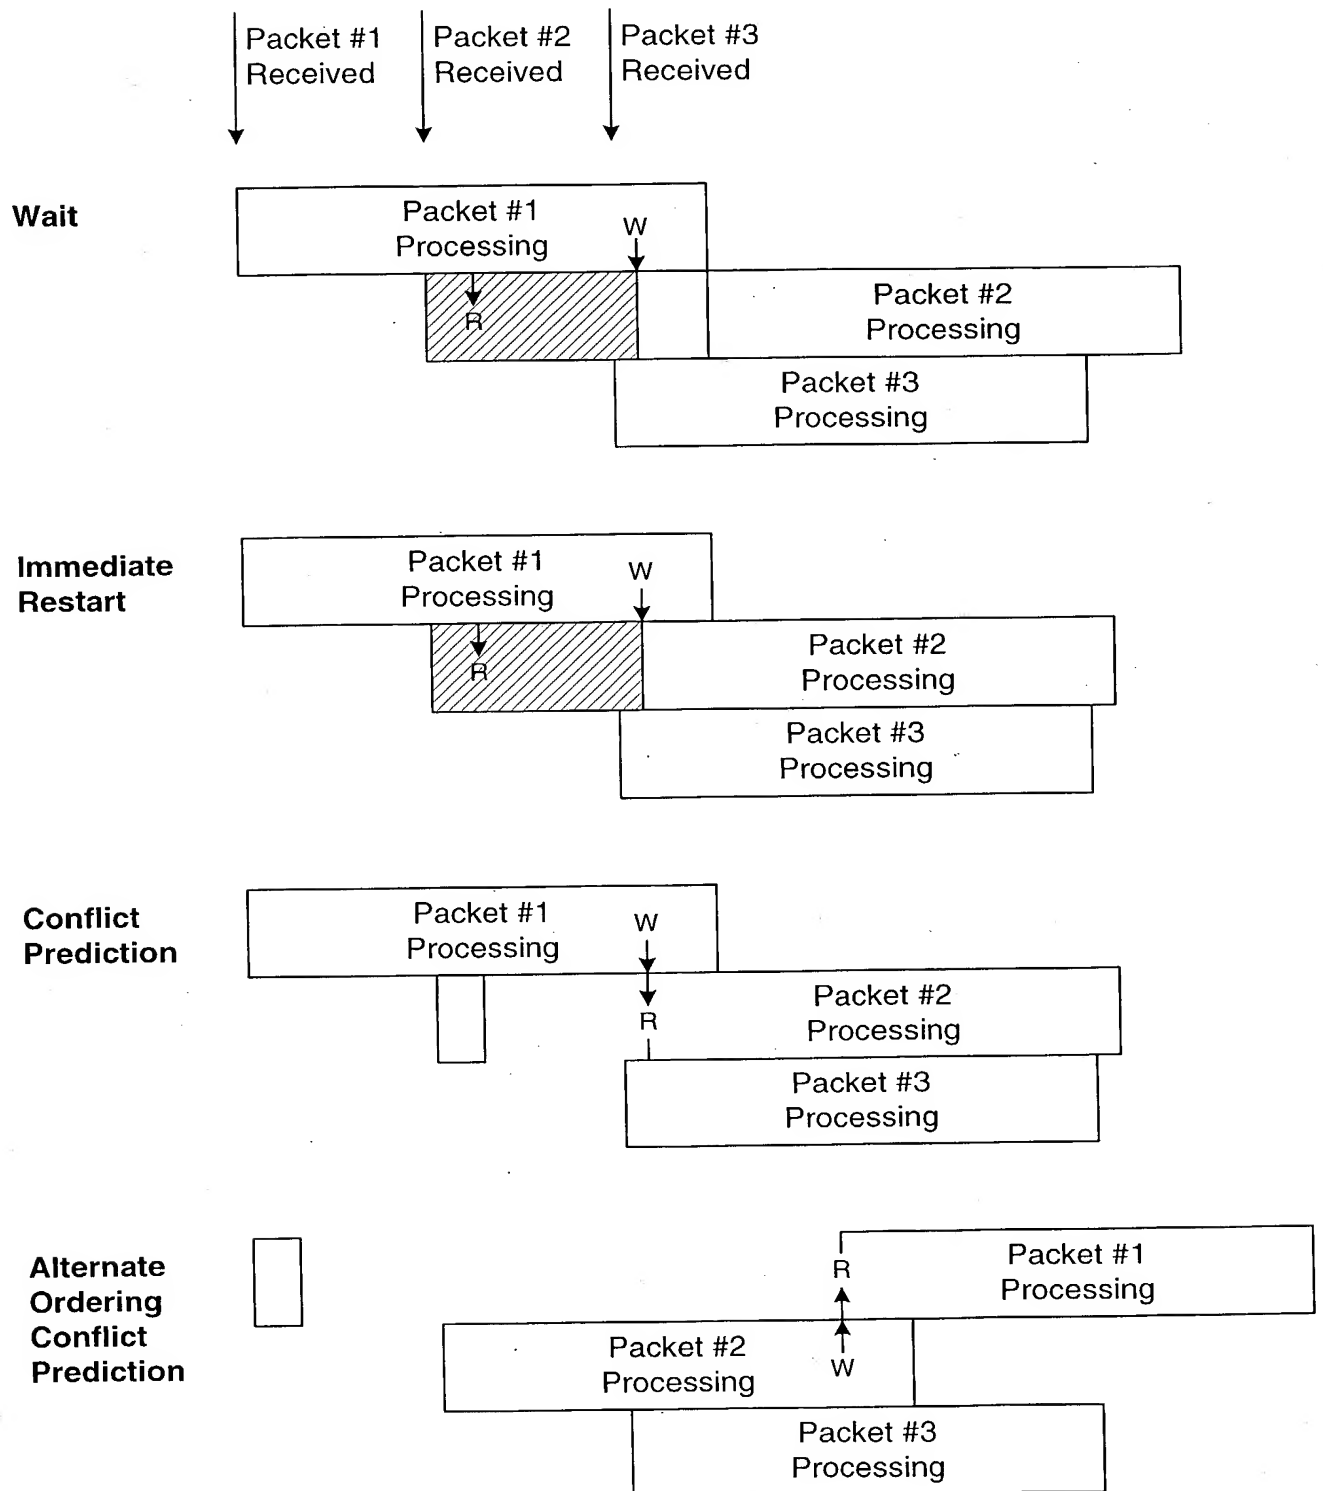 Packet #1
Received
Packet #2
Received
Packet #3
Received
Wait
Packet #1
Processing
W
R
Packet #2
Processing
Packet #3
Processing
Immediate
Restart
Packet #1
Processing
W
R
Packet #2
Processing
Packet #3
Processing
Conflict
Prediction
Packet #1
Processing
W
R
Packet #2
Processing
Packet #3
Processing
Alternate
Ordering
Conflict
Prediction
R
Packet #1
Processing
Packet #2
Processing
W
Packet #3
Processing